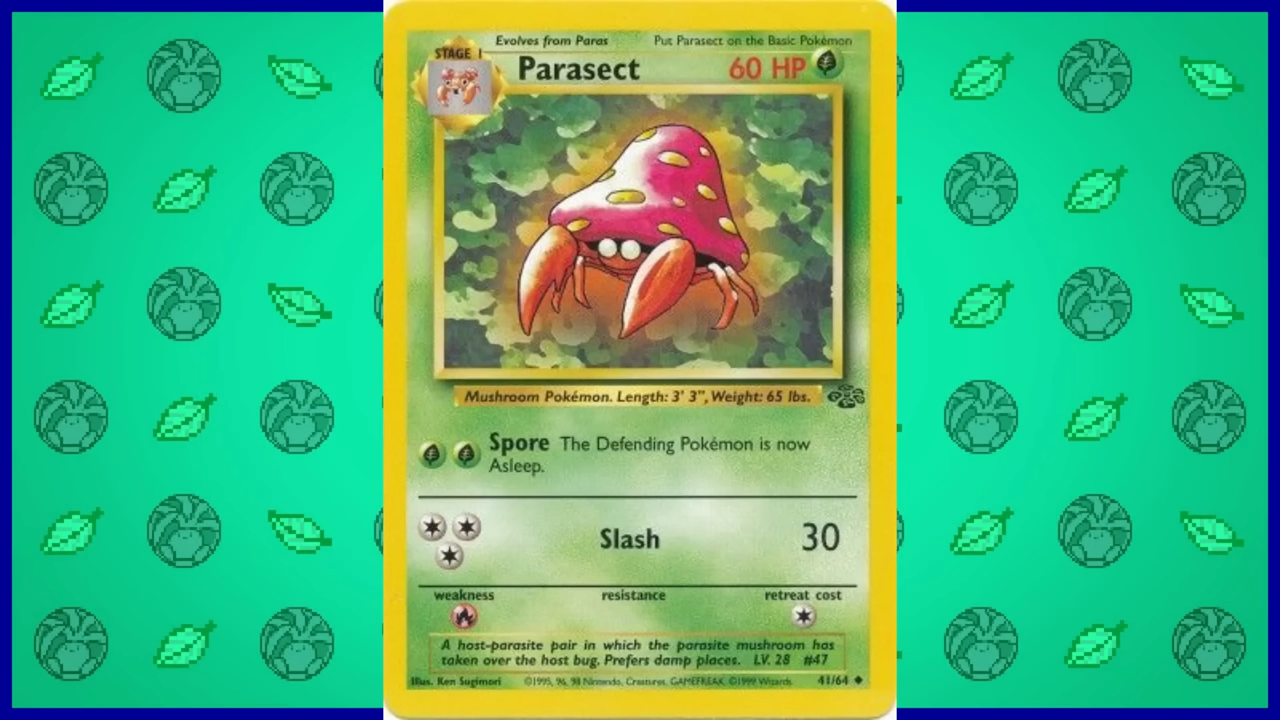 Evolves from Paras Put Parasect on the Basic Pokémon
STAGE 1
Parasect 60 HP
Mushroom Pokémon. Length: 3' 3", Weight: 65 lbs.
Spore The Defending Pokémon is now
Asleep.
Slash 30
weakness resistance retreat cost
A host-parasite pair in which the parasite mushroom has
taken over the host bug. Prefers damp places. LV. 28 #47
Illus. Ken Sugimori ©1995, 96, 98 Nintendo, Creatures, GAMEFREAK. ©1999 Wizards. 41/64